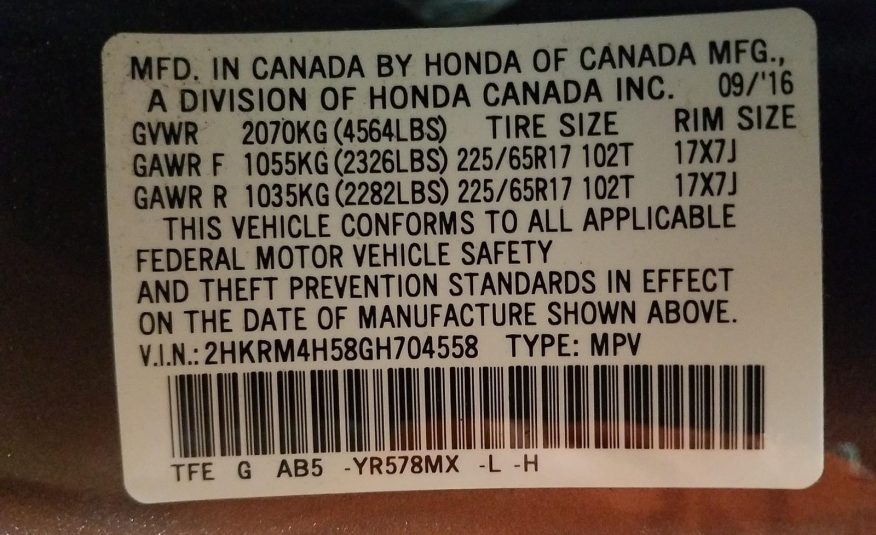 MFD. IN CANADA BY HONDA OF CANADA MFG.,
A DIVISION OF HONDA CANADA INC. 09/'16
GVWR 2070KG (4564LBS) TIRE SIZE RIM SIZE
GAWR F 1055KG (2326LBS) 225/65R17 102T 17X7J
GAWR R 1035KG (2282LBS) 225/65R17 102T 17X7J
THIS VEHICLE CONFORMS TO ALL APPLICABLE
FEDERAL MOTOR VEHICLE SAFETY
AND THEFT PREVENTION STANDARDS IN EFFECT
ON THE DATE OF MANUFACTURE SHOWN ABOVE.
V.I.N.: 2HKRM4H58GH704558 TYPE: MPV
TFE G AB5 -YR578MX -L -H